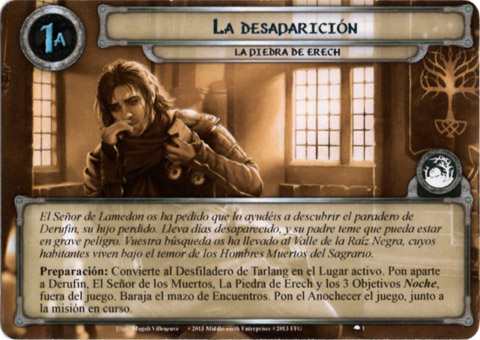 1A
La desaparición
La Piedra de Erech
El Señor de Lamedon os ha pedido que lo ayudéis a descubrir el paradero de
Derufin, su hijo perdido. Lleva días desaparecido, y su padre teme que pueda estar
en grave peligro. Vuestra búsqueda os ha llevado al Valle de la Raíz Negra, cuyos
habitantes viven bajo el temor de los Hombres Muertos del Sagrario.
Preparación: Convierte al Desfiladero de Tarlang en el Lugar activo. Pon aparte
a Derufin, El Señor de los Muertos, La Piedra de Erech y los 3 Objetivos Noche,
fuera del juego. Baraja el mazo de Encuentros. Pon el Anochecer el juego, junto a
la misión en curso.
Ilus.: Magali Villeneuve ©2013 Middle-earth Enterprises ©2013 FFG 1